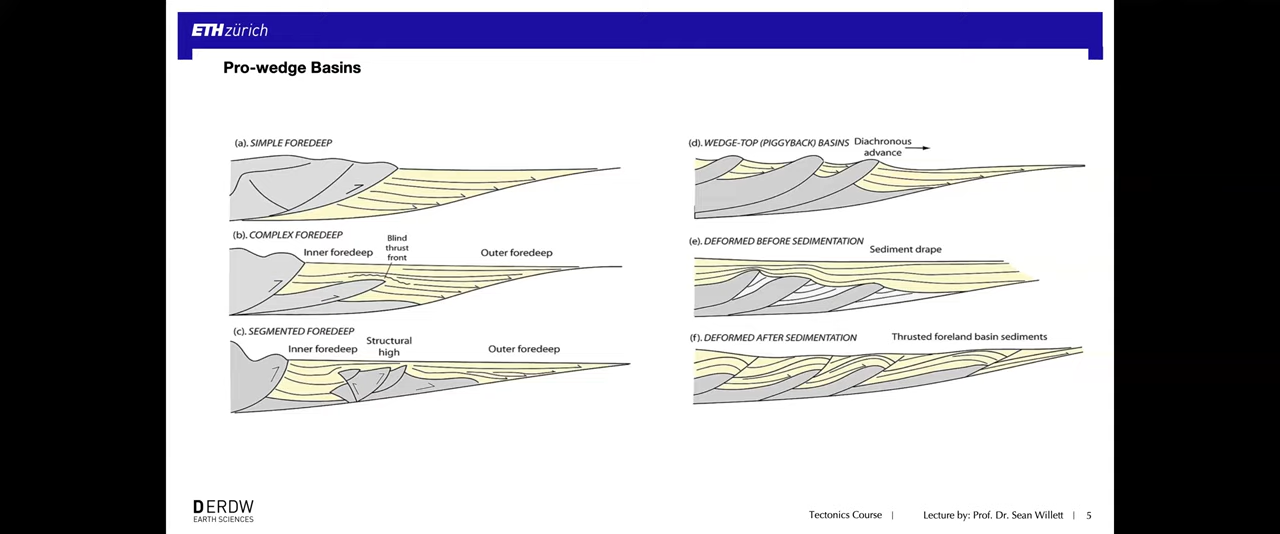 ETH zürich
Pro-wedge Basins
(a). SIMPLE FOREDEEP
(b). COMPLEX FOREDEEP
Inner foredeep
Blind
thrust
front
Outer foredeep
(c). SEGMENTED FOREDEEP
Inner foredeep
Structural
high
Outer foredeep
(d). WEDGE-TOP (PIGGYBACK) BASINS
Diachronous
advance
(e). DEFORMED BEFORE SEDIMENTATION
Sediment drape
(f). DEFORMED AFTER SEDIMENTATION
Thrusted foreland basin sediments
DERDW
EARTH SCIENCES
Tectonics Course | Lecture by: Prof. Dr. Sean Willett | 5